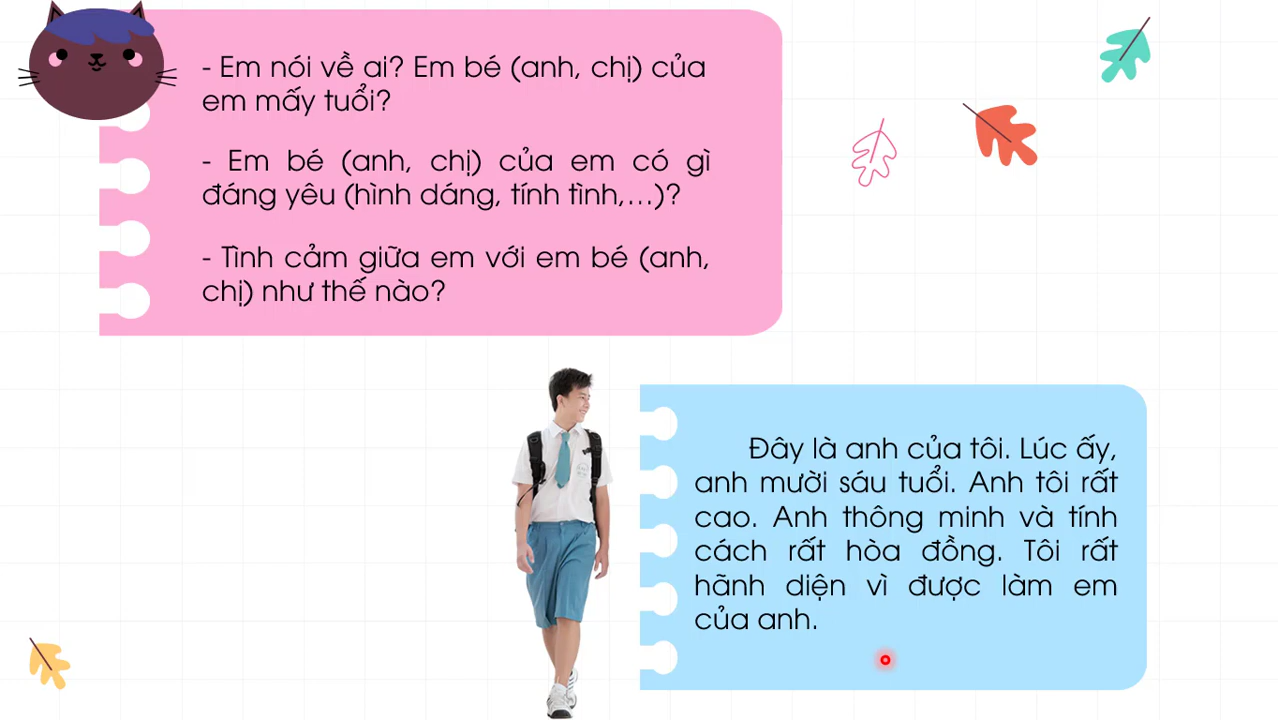 - Em nói về ai? Em bé (anh, chị) của
em mấy tuổi?
- Em bé (anh, chị) của em có gì
đáng yêu (hình dáng, tính tình,...)?
- Tình cảm giữa em với em bé (anh,
chị) như thế nào?
Đây là anh của tôi. Lúc ấy,
anh mười sáu tuổi. Anh tôi rất
cao. Anh thông minh và tính
cách rất hòa đồng. Tôi rất
hãnh diện vì được làm em
của anh.